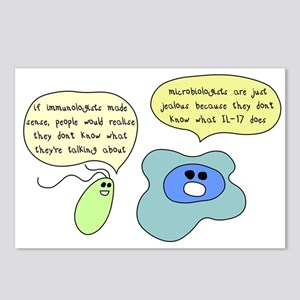 if immunologists made
sense, people would realise
they dont know what
they're talking about
microbiologists are just
jealous because they dont
know what IL-17 does